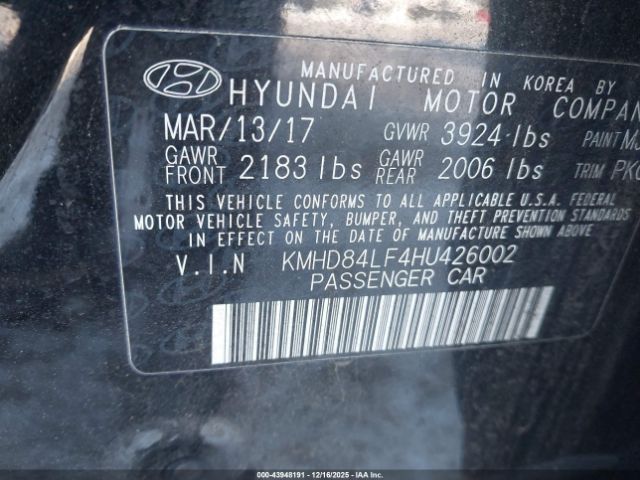 MANUFACTURED IN KOREA BY
HYUNDAI MOTOR COMPAN
MAR/13/17 GVWR 3924 lbs PAINT
GAWR FRONT 2183 lbs GAWR REAR 2006 lbs TRIM
THIS VEHICLE CONFORMS TO ALL APPLICABLE U.S.A. FEDERAL
MOTOR VEHICLE SAFETY, BUMPER, AND THEFT PREVENTION STANDARDS
IN EFFECT ON THE DATE OF MANUFACTURE SHOWN ABOVE
V.I.N KMHD84LF4HU426002
PASSENGER CAR
000-43948191 - 12/16/2025 - IAA Inc.